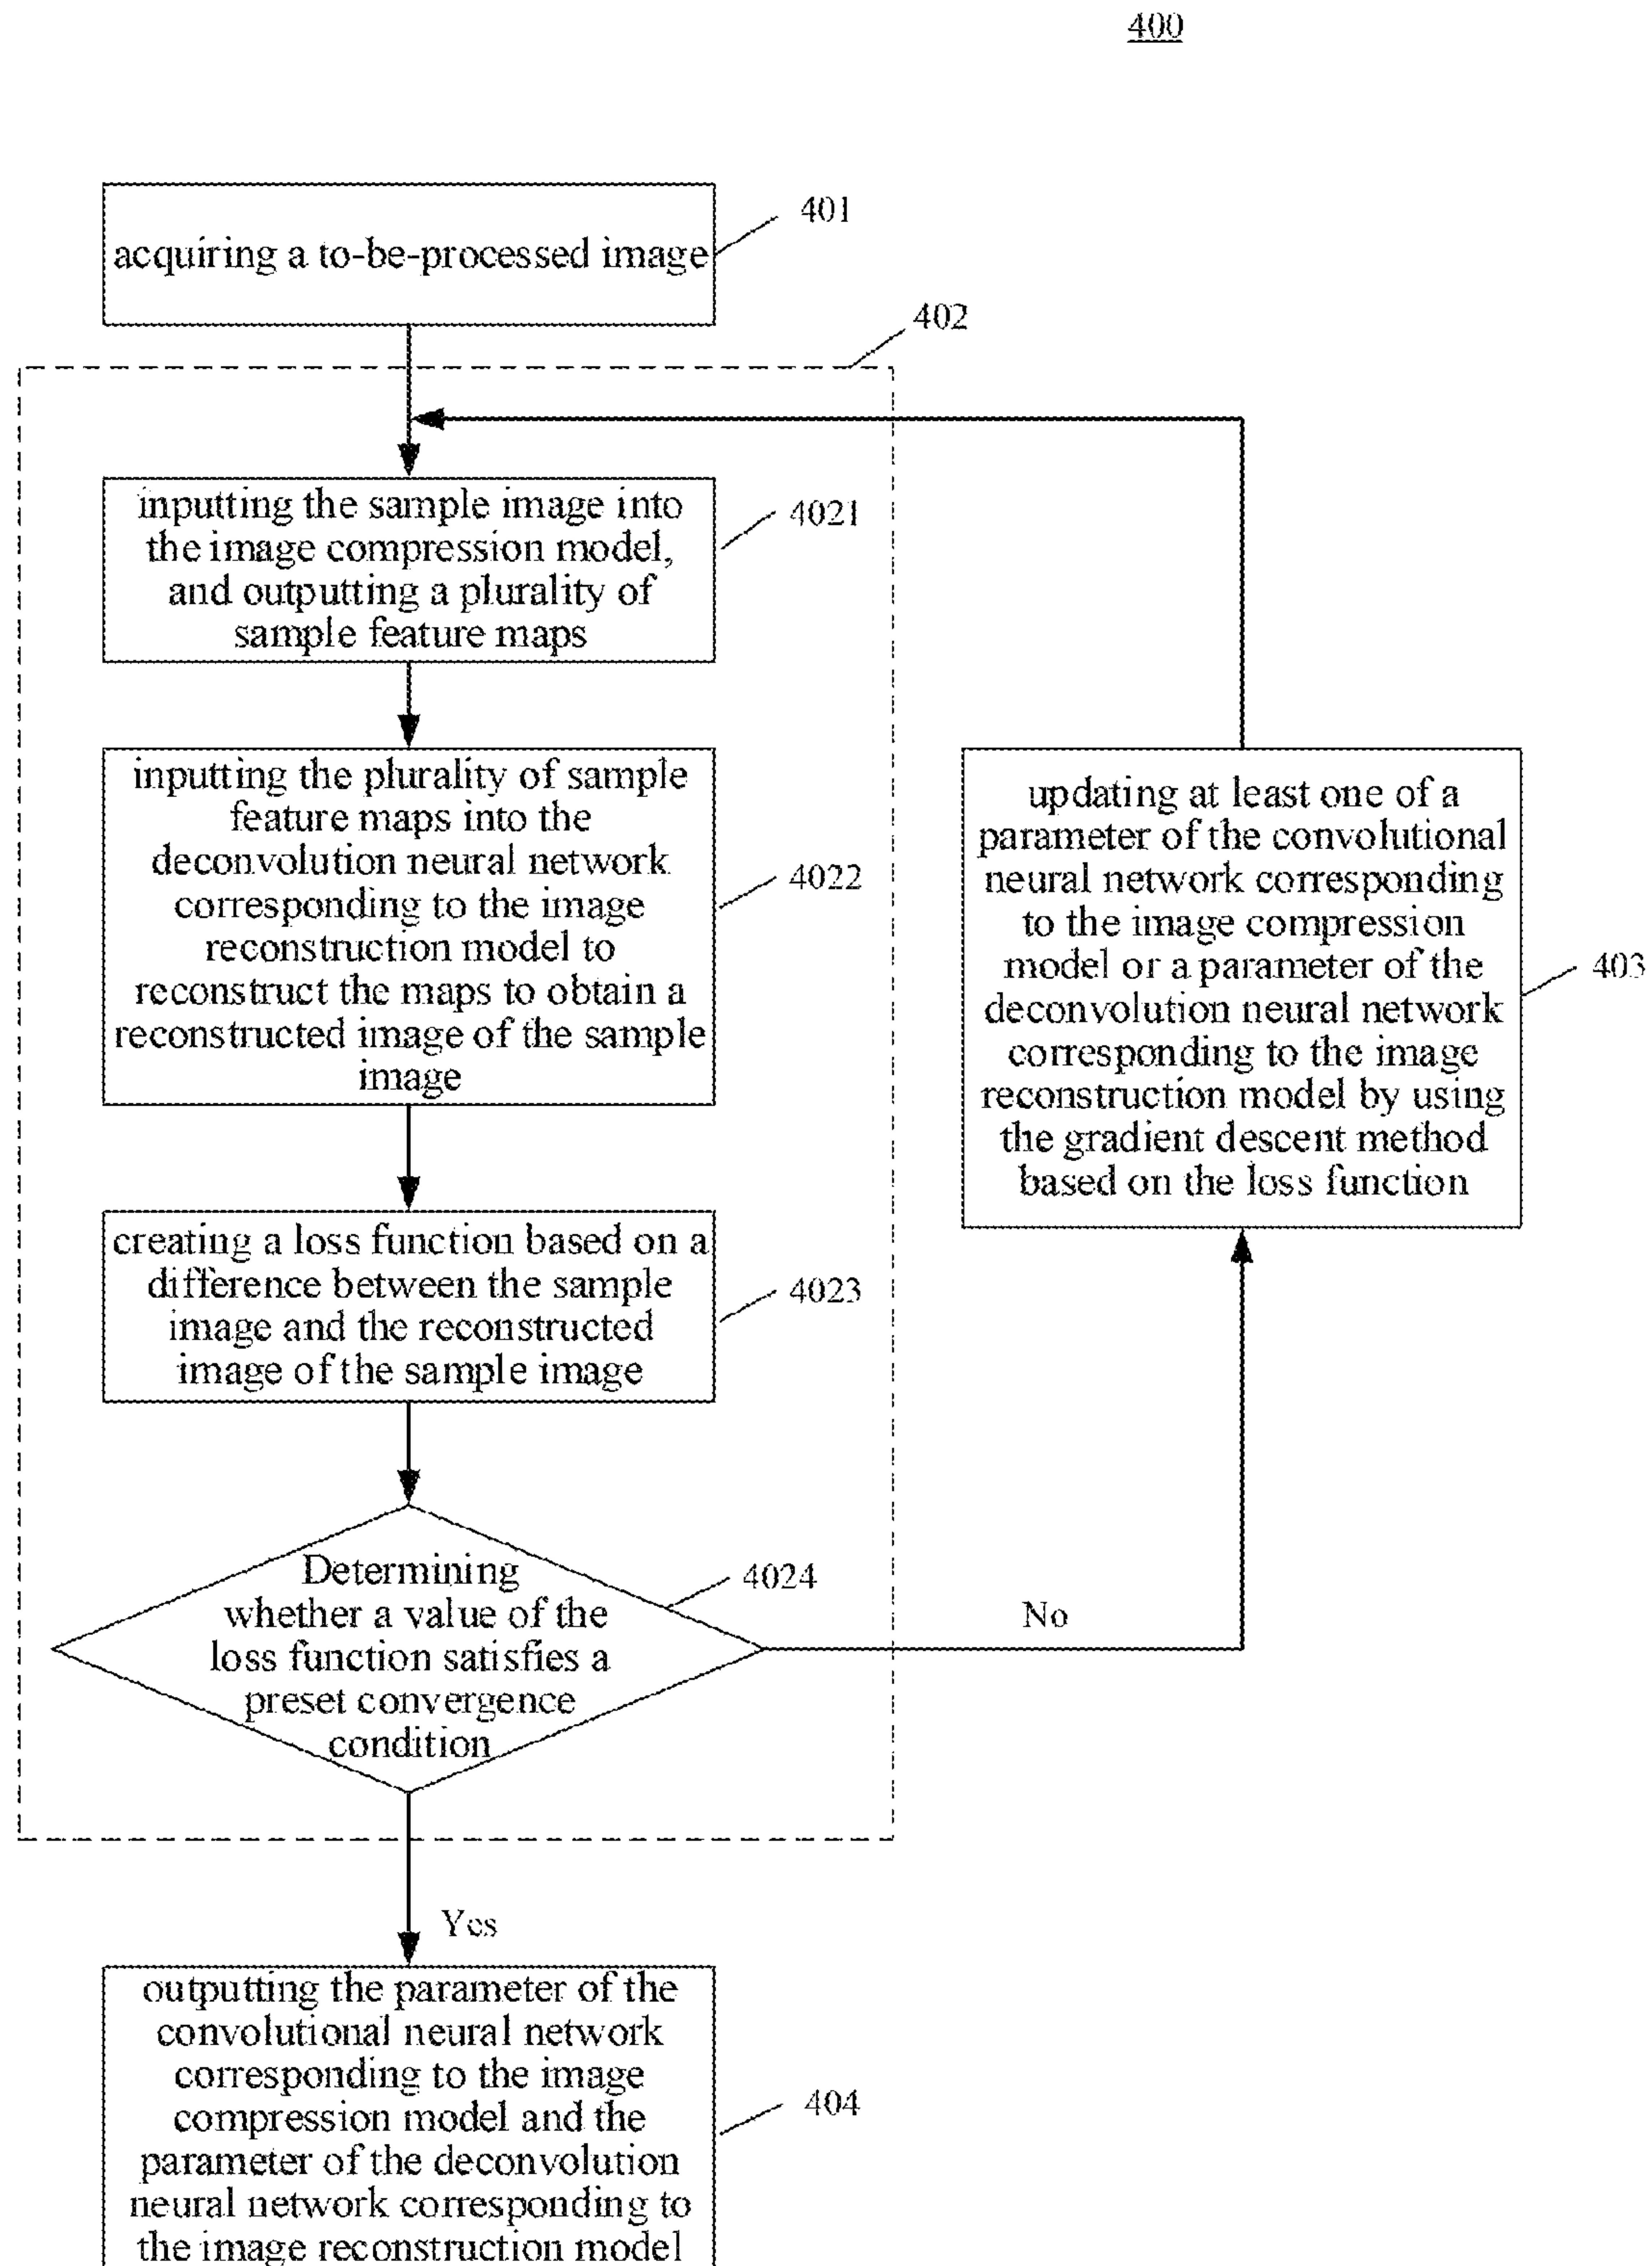 400
401
acquiring a to-be-processed image
402
inputting the sample image into
the image compression model,
and outputting a plurality of
sample feature maps
4021
inputting the plurality of sample
feature maps into the
deconvolution neural network
corresponding to the image
reconstruction model to
reconstruct the maps to obtain a
reconstructed image of the sample
image
4022
updating at least one of a
parameter of the convolutional
neural network corresponding
to the image compression
model or a parameter of the
deconvolution neural network
corresponding to the image
reconstruction model by using
the gradient descent method
based on the loss function
403
creating a loss function based on a
difference between the sample
image and the reconstructed
image of the sample image
4023
Determining
whether a value of the
loss function satisfies a
preset convergence
condition
4024
No
Yes
outputting the parameter of the
convolutional neural network
corresponding to the image
compression model and the
parameter of the deconvolution
neural network corresponding to
the image reconstruction model
404